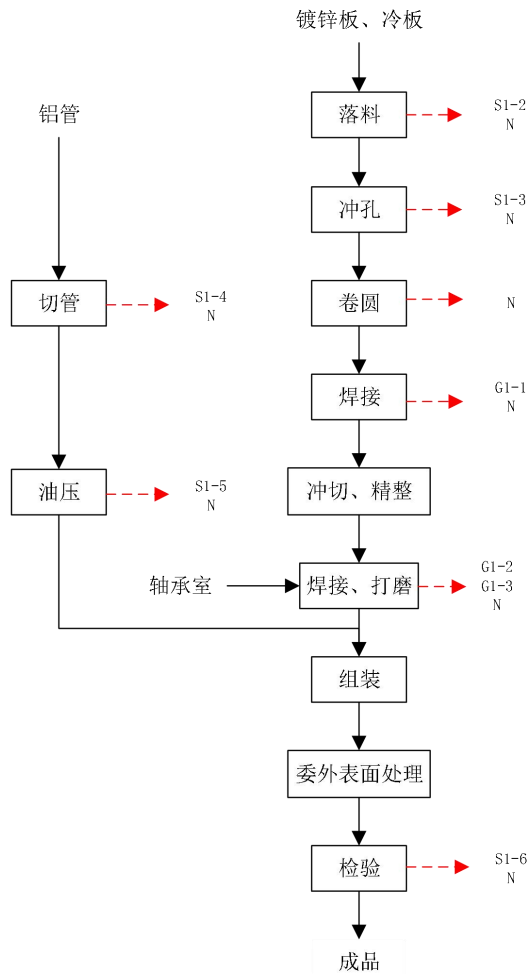 镀锌板、冷板
铝管
落料
S1-2
N
冲孔
S1-3
N
切管
S1-4
N
卷圆
N
焊接
G1-1
N
油压
S1-5
N
冲切、精整
轴承室
焊接、打磨
G1-2
G1-3
N
组装
委外表面处理
检验
S1-6
N
成品